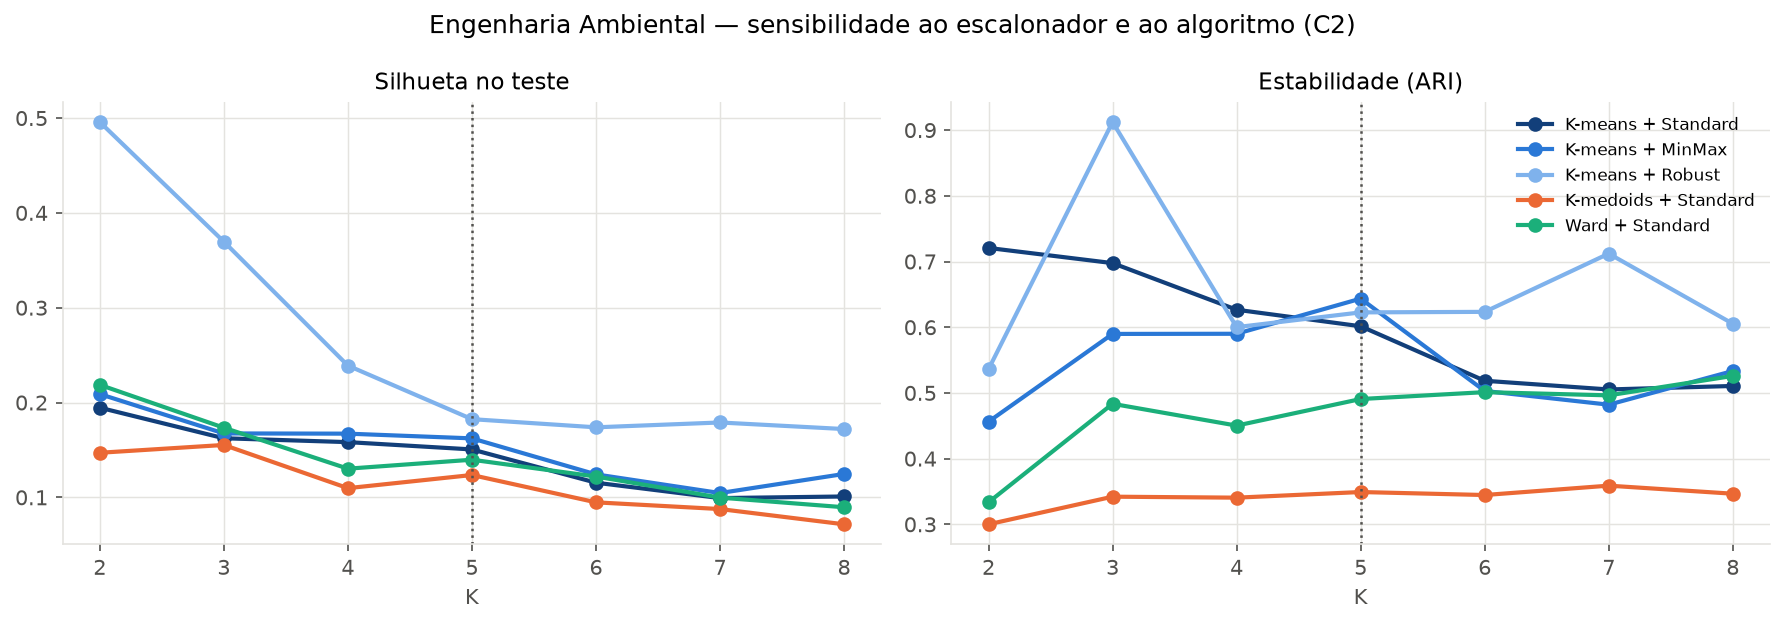 Engenharia Ambiental — sensibilidade ao escalonador e ao algoritmo (C2)
Silhueta no teste
0.5
0.4
0.3
0.2
0.1
2 3 4 5 6 7 8
K
Estabilidade (ARI)
0.9
0.8
0.7
0.6
0.5
0.4
0.3
K-means + Standard
K-means + MinMax
K-means + Robust
K-medoids + Standard
Ward + Standard
2 3 4 5 6 7 8
K